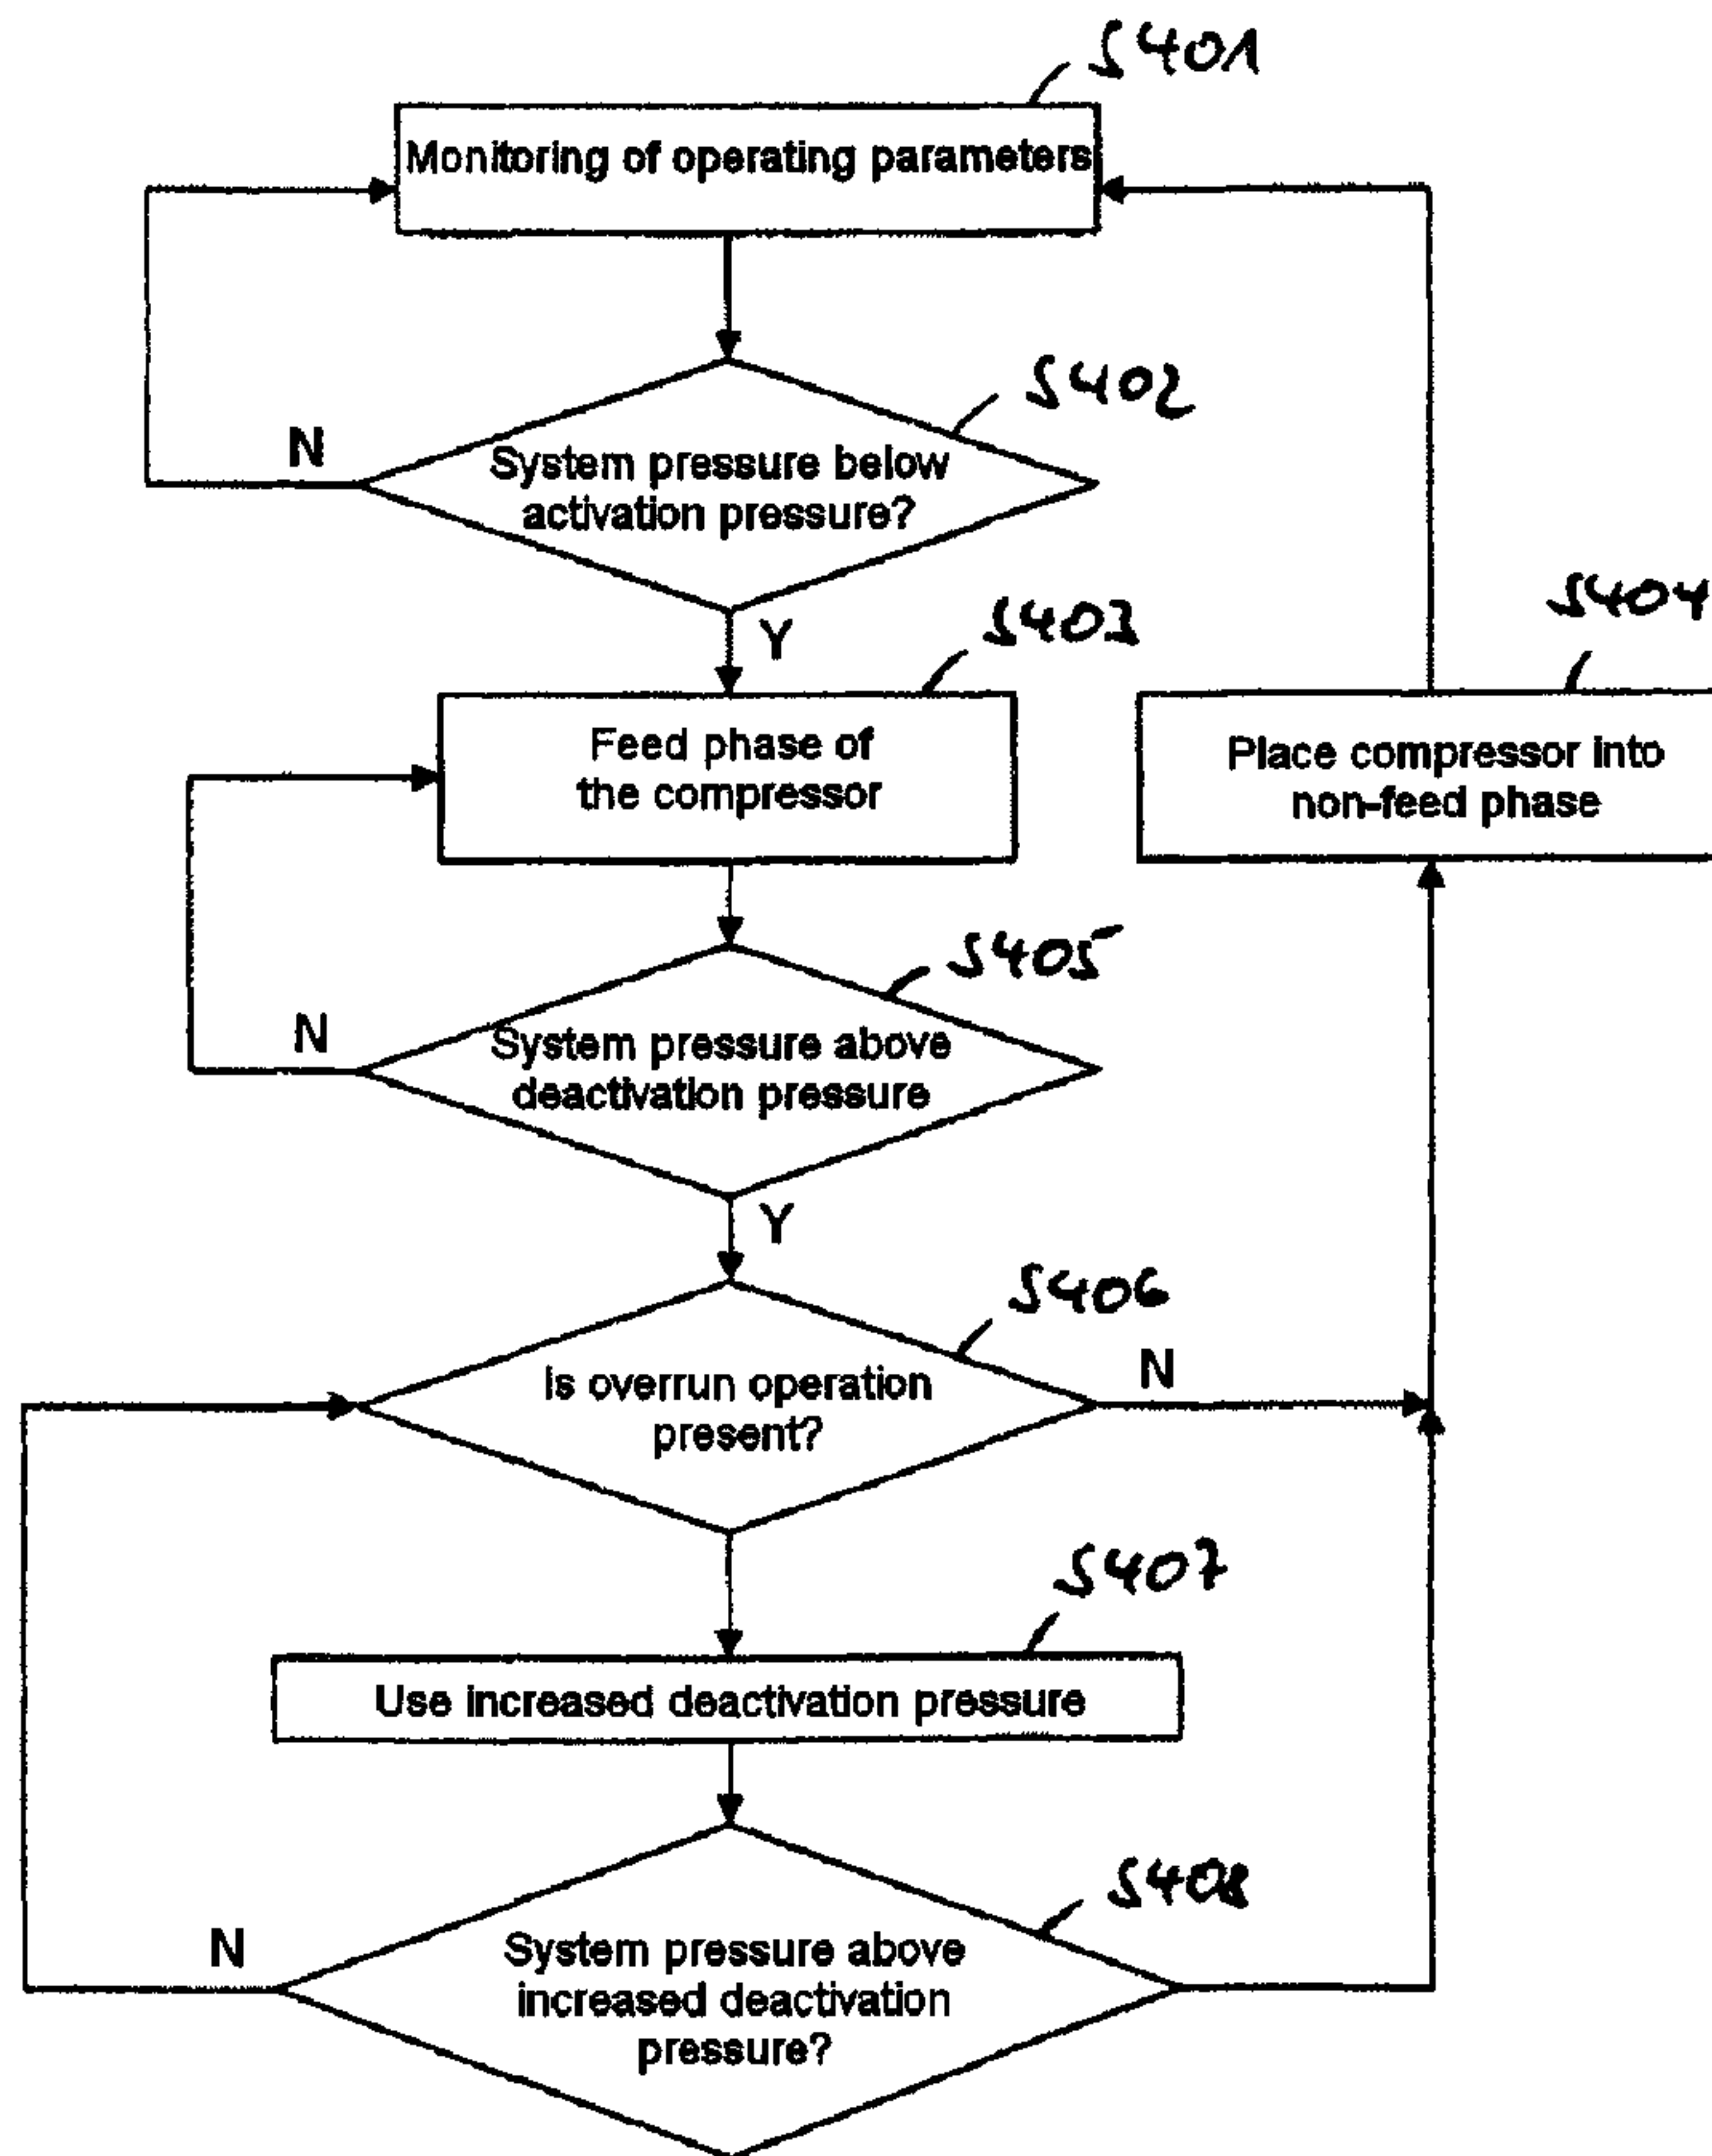 S401
Monitoring of operating parameters
S402
N
System pressure below
activation pressure?
Y
S403
S404
Feed phase of
the compressor
Place compressor into
non-feed phase
S405
N
System pressure above
deactivation pressure
Y
S406
N
Is overrun operation
present?
S407
Use increased deactivation pressure
S408
N
System pressure above
increased deactivation
pressure?